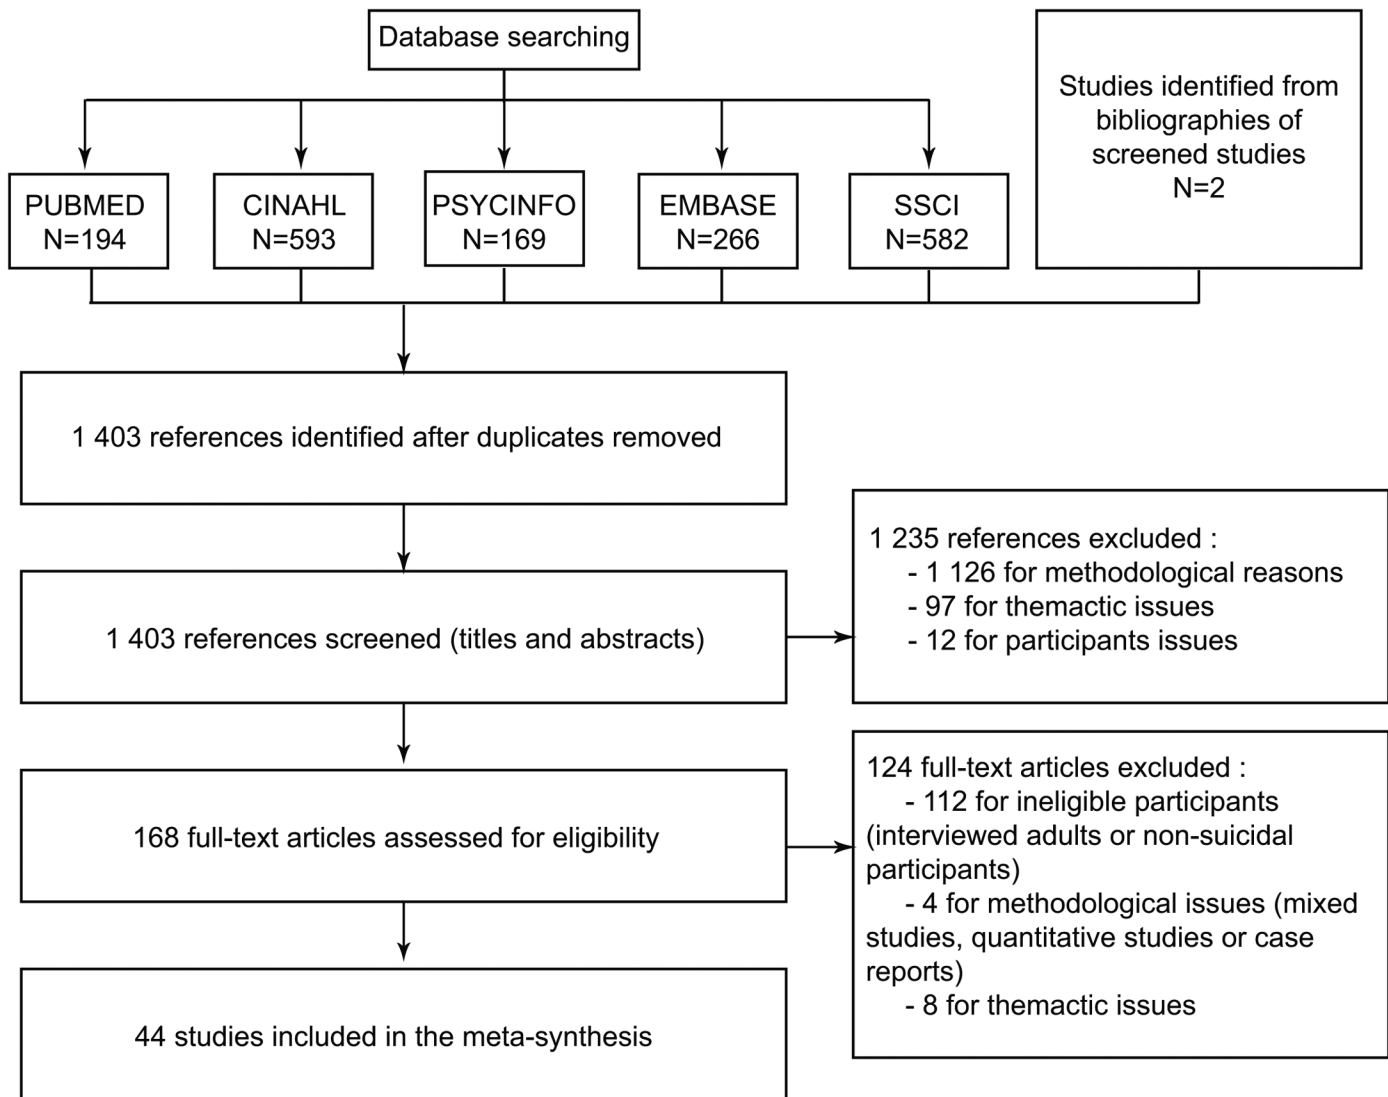 Database searching
Studies identified from
bibliographies of
screened studies
N=2
PUBMED
N=194
CINAHL
N=593
PSYCINFO
N=169
EMBASE
N=266
SSCI
N=582
1 403 references identified after duplicates removed
1 403 references screened (titles and abstracts)
1 235 references excluded :
- 1 126 for methodological reasons
- 97 for themactic issues
- 12 for participants issues
168 full-text articles assessed for eligibility
124 full-text articles excluded :
- 112 for ineligible participants
(interviewed adults or non-suicidal
participants)
- 4 for methodological issues (mixed
studies, quantitative studies or case
reports)
- 8 for themactic issues
44 studies included in the meta-synthesis